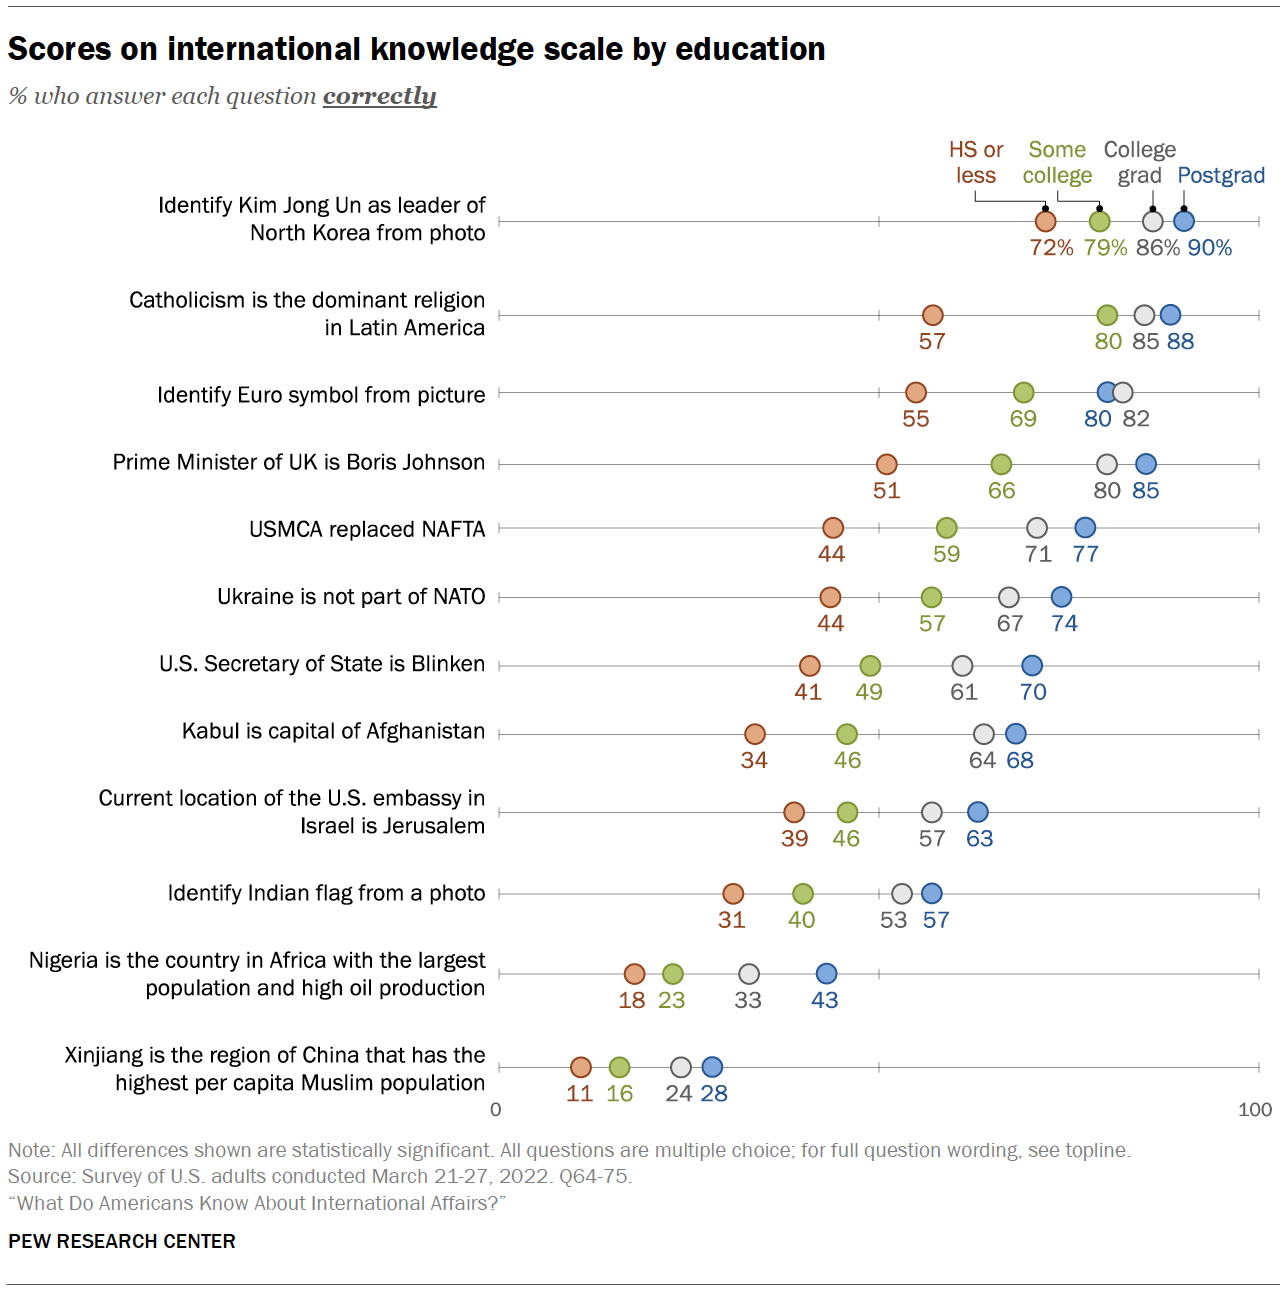 Scores on international knowledge scale by education
% who answer each question correctly
HS or less
Some college
College grad
Postgrad
Identify Kim Jong Un as leader of
North Korea from photo
72% 79% 86% 90%
Catholicism is the dominant religion
in Latin America
57 80 85 88
Identify Euro symbol from picture
55 69 80 82
Prime Minister of UK is Boris Johnson
51 66 80 85
USMCA replaced NAFTA
44 59 71 77
Ukraine is not part of NATO
44 57 67 74
U.S. Secretary of State is Blinken
41 49 61 70
Kabul is capital of Afghanistan
34 46 64 68
Current location of the U.S. embassy in
Israel is Jerusalem
39 46 57 63
Identify Indian flag from a photo
31 40 53 57
Nigeria is the country in Africa with the largest
population and high oil production
18 23 33 43
Xinjiang is the region of China that has the
highest per capita Muslim population
11 16 24 28
0 100
Note: All differences shown are statistically significant. All questions are multiple choice; for full question wording, see topline.
Source: Survey of U.S. adults conducted March 21-27, 2022. Q64-75.
“What Do Americans Know About International Affairs?”
PEW RESEARCH CENTER